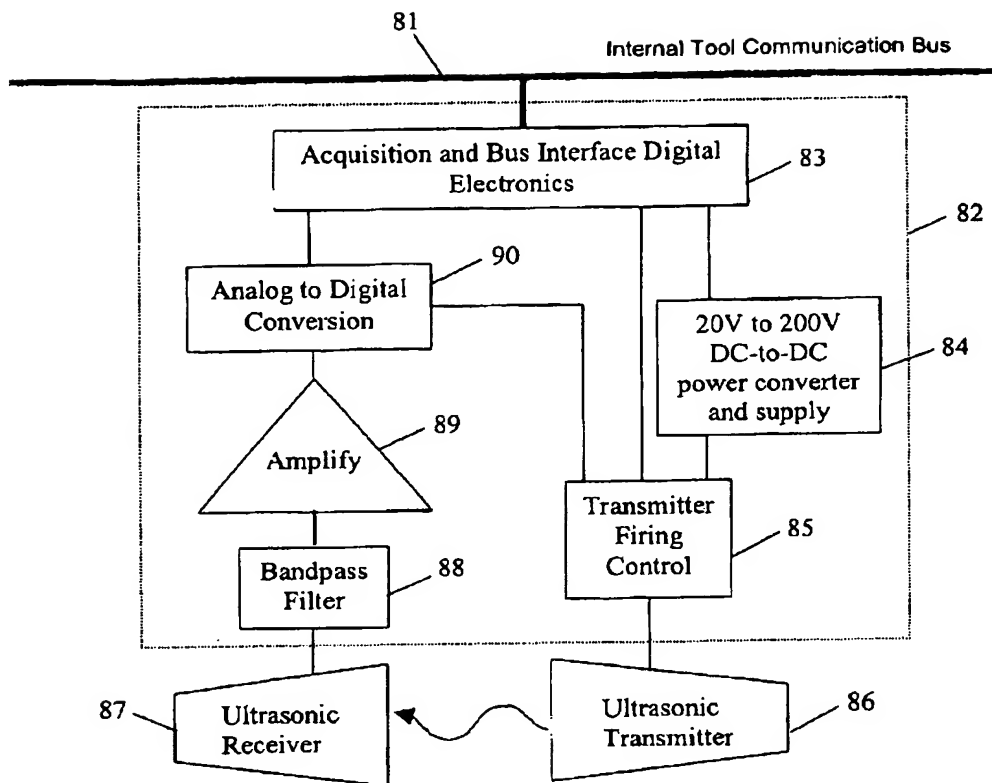 81
Internal Tool Communication Bus
Acquisition and Bus Interface Digital
Electronics
83
82
90
Analog to Digital
Conversion
20V to 200V
DC-to-DC
power converter
and supply
84
89
Amplify
Transmitter
Firing
Control
85
Bandpass
Filter
88
87
Ultrasonic
Receiver
Ultrasonic
Transmitter
86